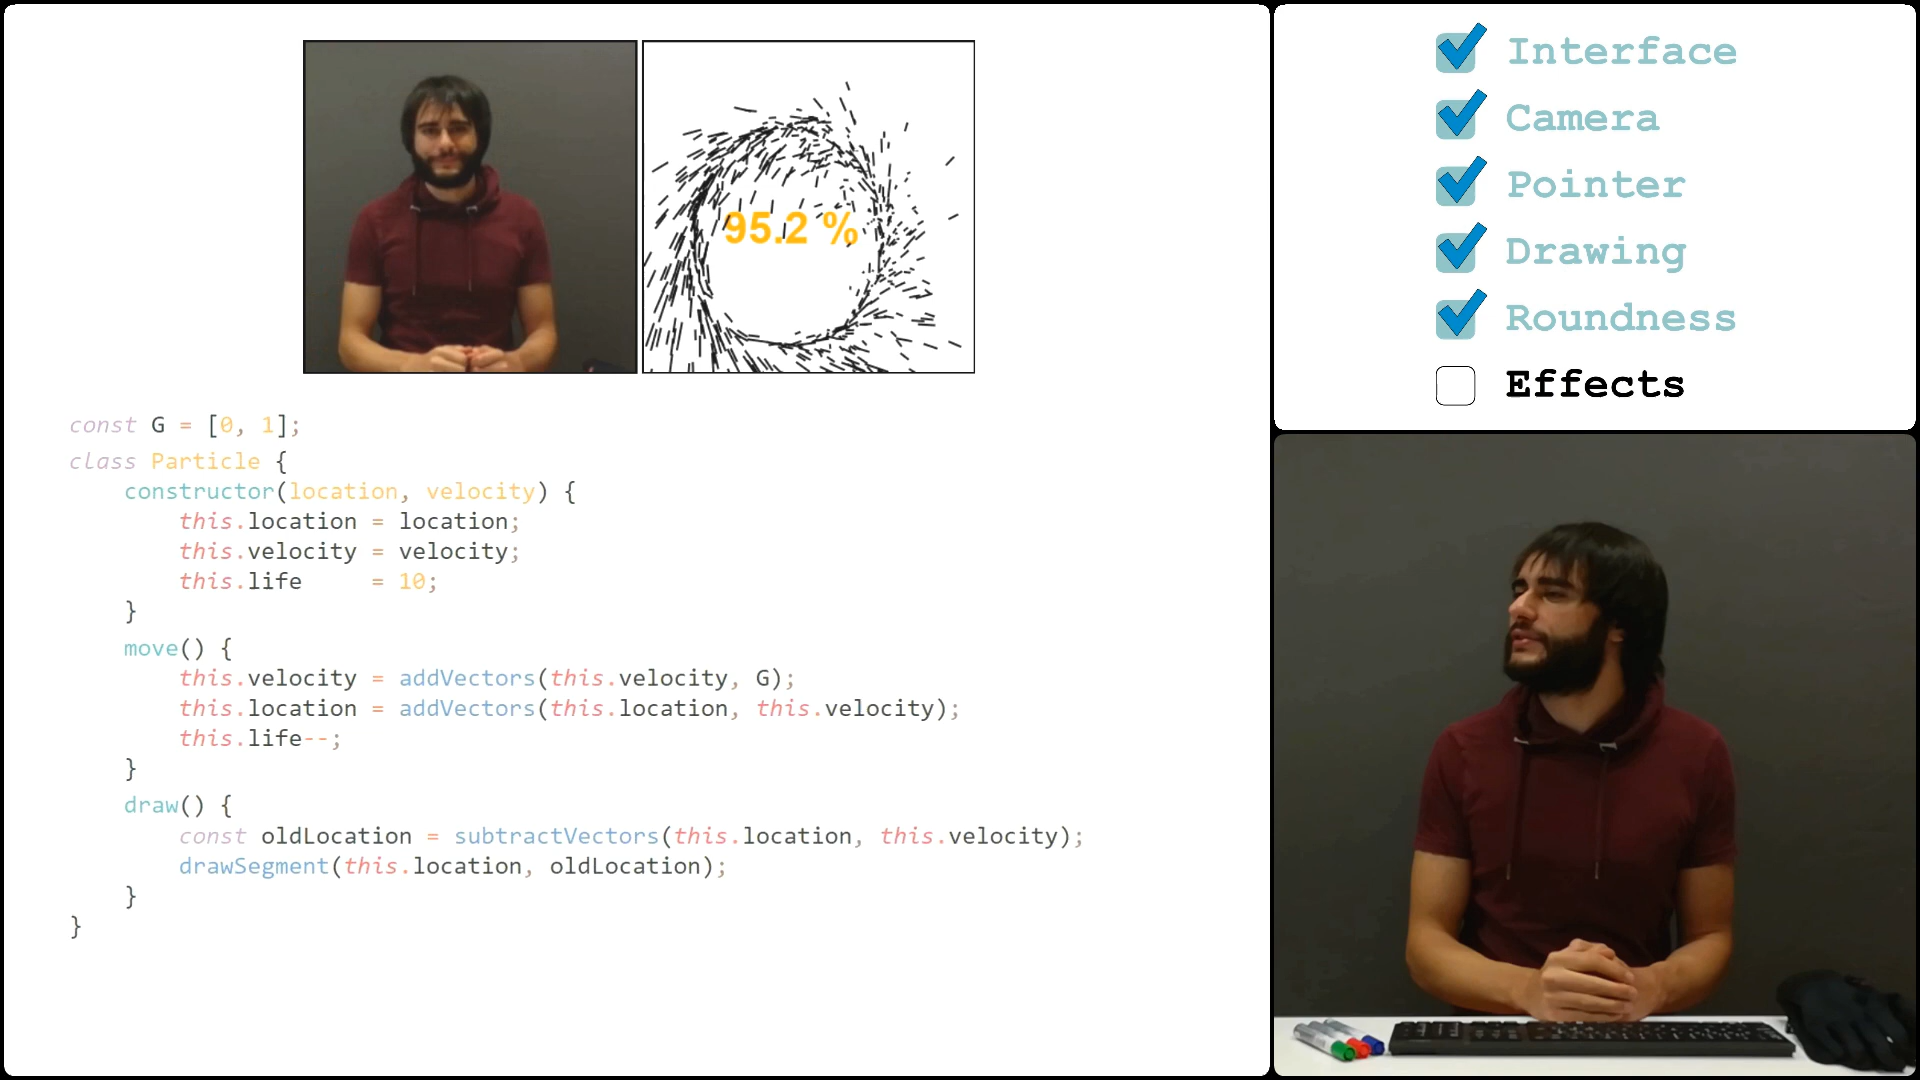 95.2 %
const G = [0, 1];
class Particle {
    constructor(location, velocity) {
        this.location = location;
        this.velocity = velocity;
        this.life     = 10;
    }
    move() {
        this.velocity = addVectors(this.velocity, G);
        this.location = addVectors(this.location, this.velocity);
        this.life--;
    }
    draw() {
        const oldLocation = subtractVectors(this.location, this.velocity);
        drawSegment(this.location, oldLocation);
    }
}
Interface
Camera
Pointer
Drawing
Roundness
Effects